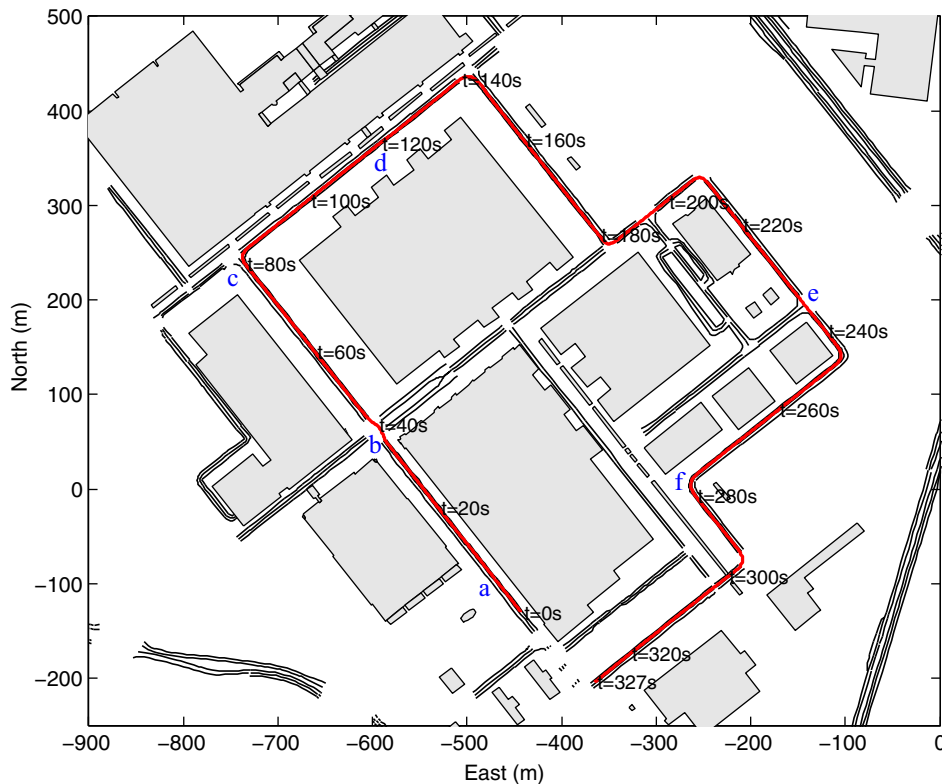 500
400
300
200
100
0
−100
−200
North (m)
t=140s
t=120s
t=160s
d
t=100s
t=200s
t=180s
t=220s
t=80s
c
e
t=240s
t=60s
t=260s
t=40s
b
f
t=280s
t=20s
a
t=300s
t=0s
t=320s
t=327s
−900 −800 −700 −600 −500 −400 −300 −200 −100 0
East (m)